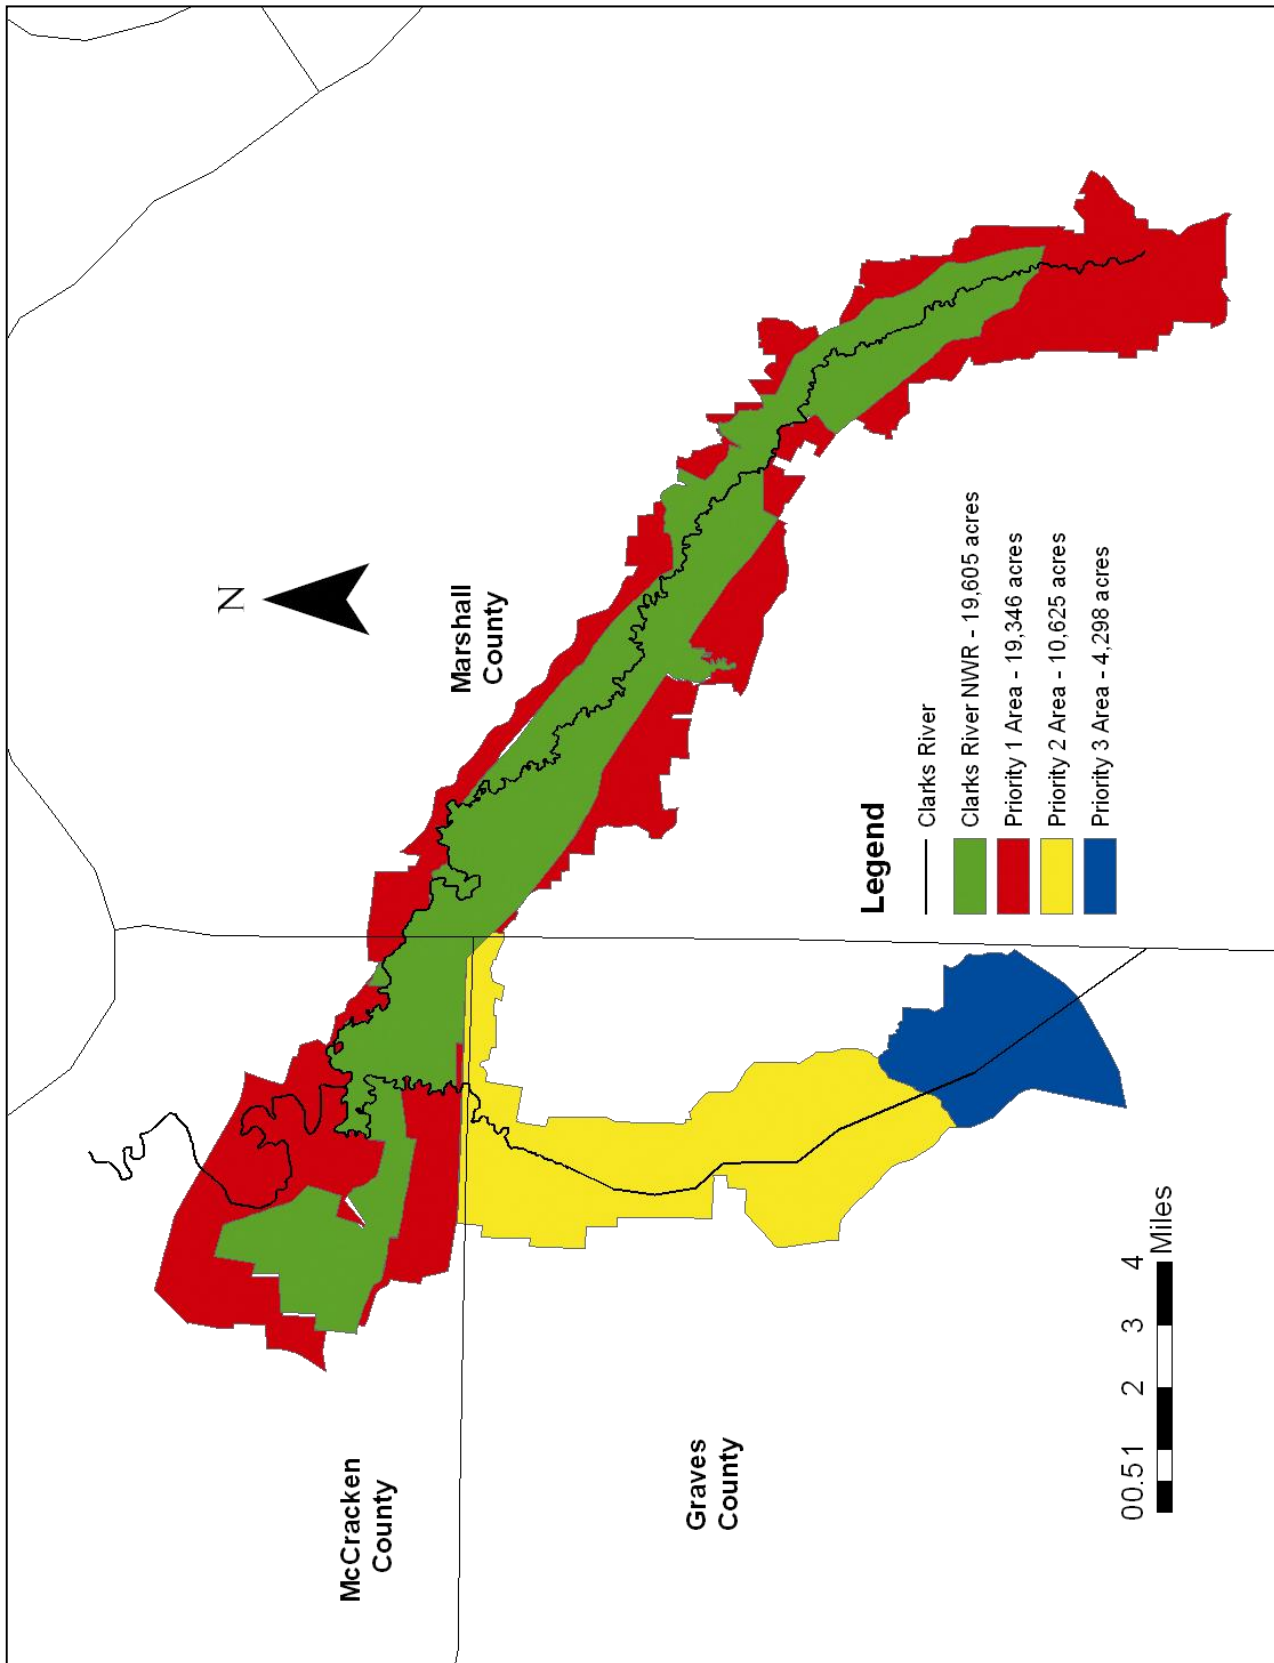 N
Marshall
County
McCracken
County
Graves
County
Legend
Clarks River
Clarks River NWR - 19,605 acres
Priority 1 Area - 19,346 acres
Priority 2 Area - 10,625 acres
Priority 3 Area - 4,298 acres
0 0.5 1 2 3 4
Miles